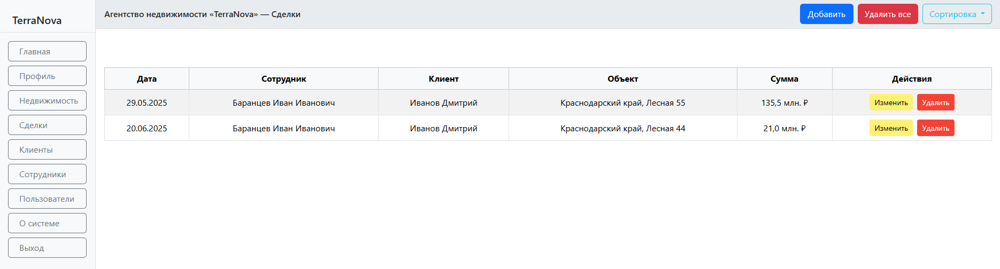 TerraNova
Главная
Профиль
Недвижимость
Сделки
Клиенты
Сотрудники
Пользователи
О системе
Выход
Агентство недвижимости «TerraNova» — Сделки
Добавить Удалить все Сортировка
Дата Сотрудник Клиент Объект Сумма Действия
29.05.2025 Баранцев Иван Иванович Иванов Дмитрий Краснодарский край, Лесная 55 135,5 млн. ₽ Изменить Удалить
20.06.2025 Баранцев Иван Иванович Иванов Дмитрий Краснодарский край, Лесная 44 21,0 млн. ₽ Изменить Удалить